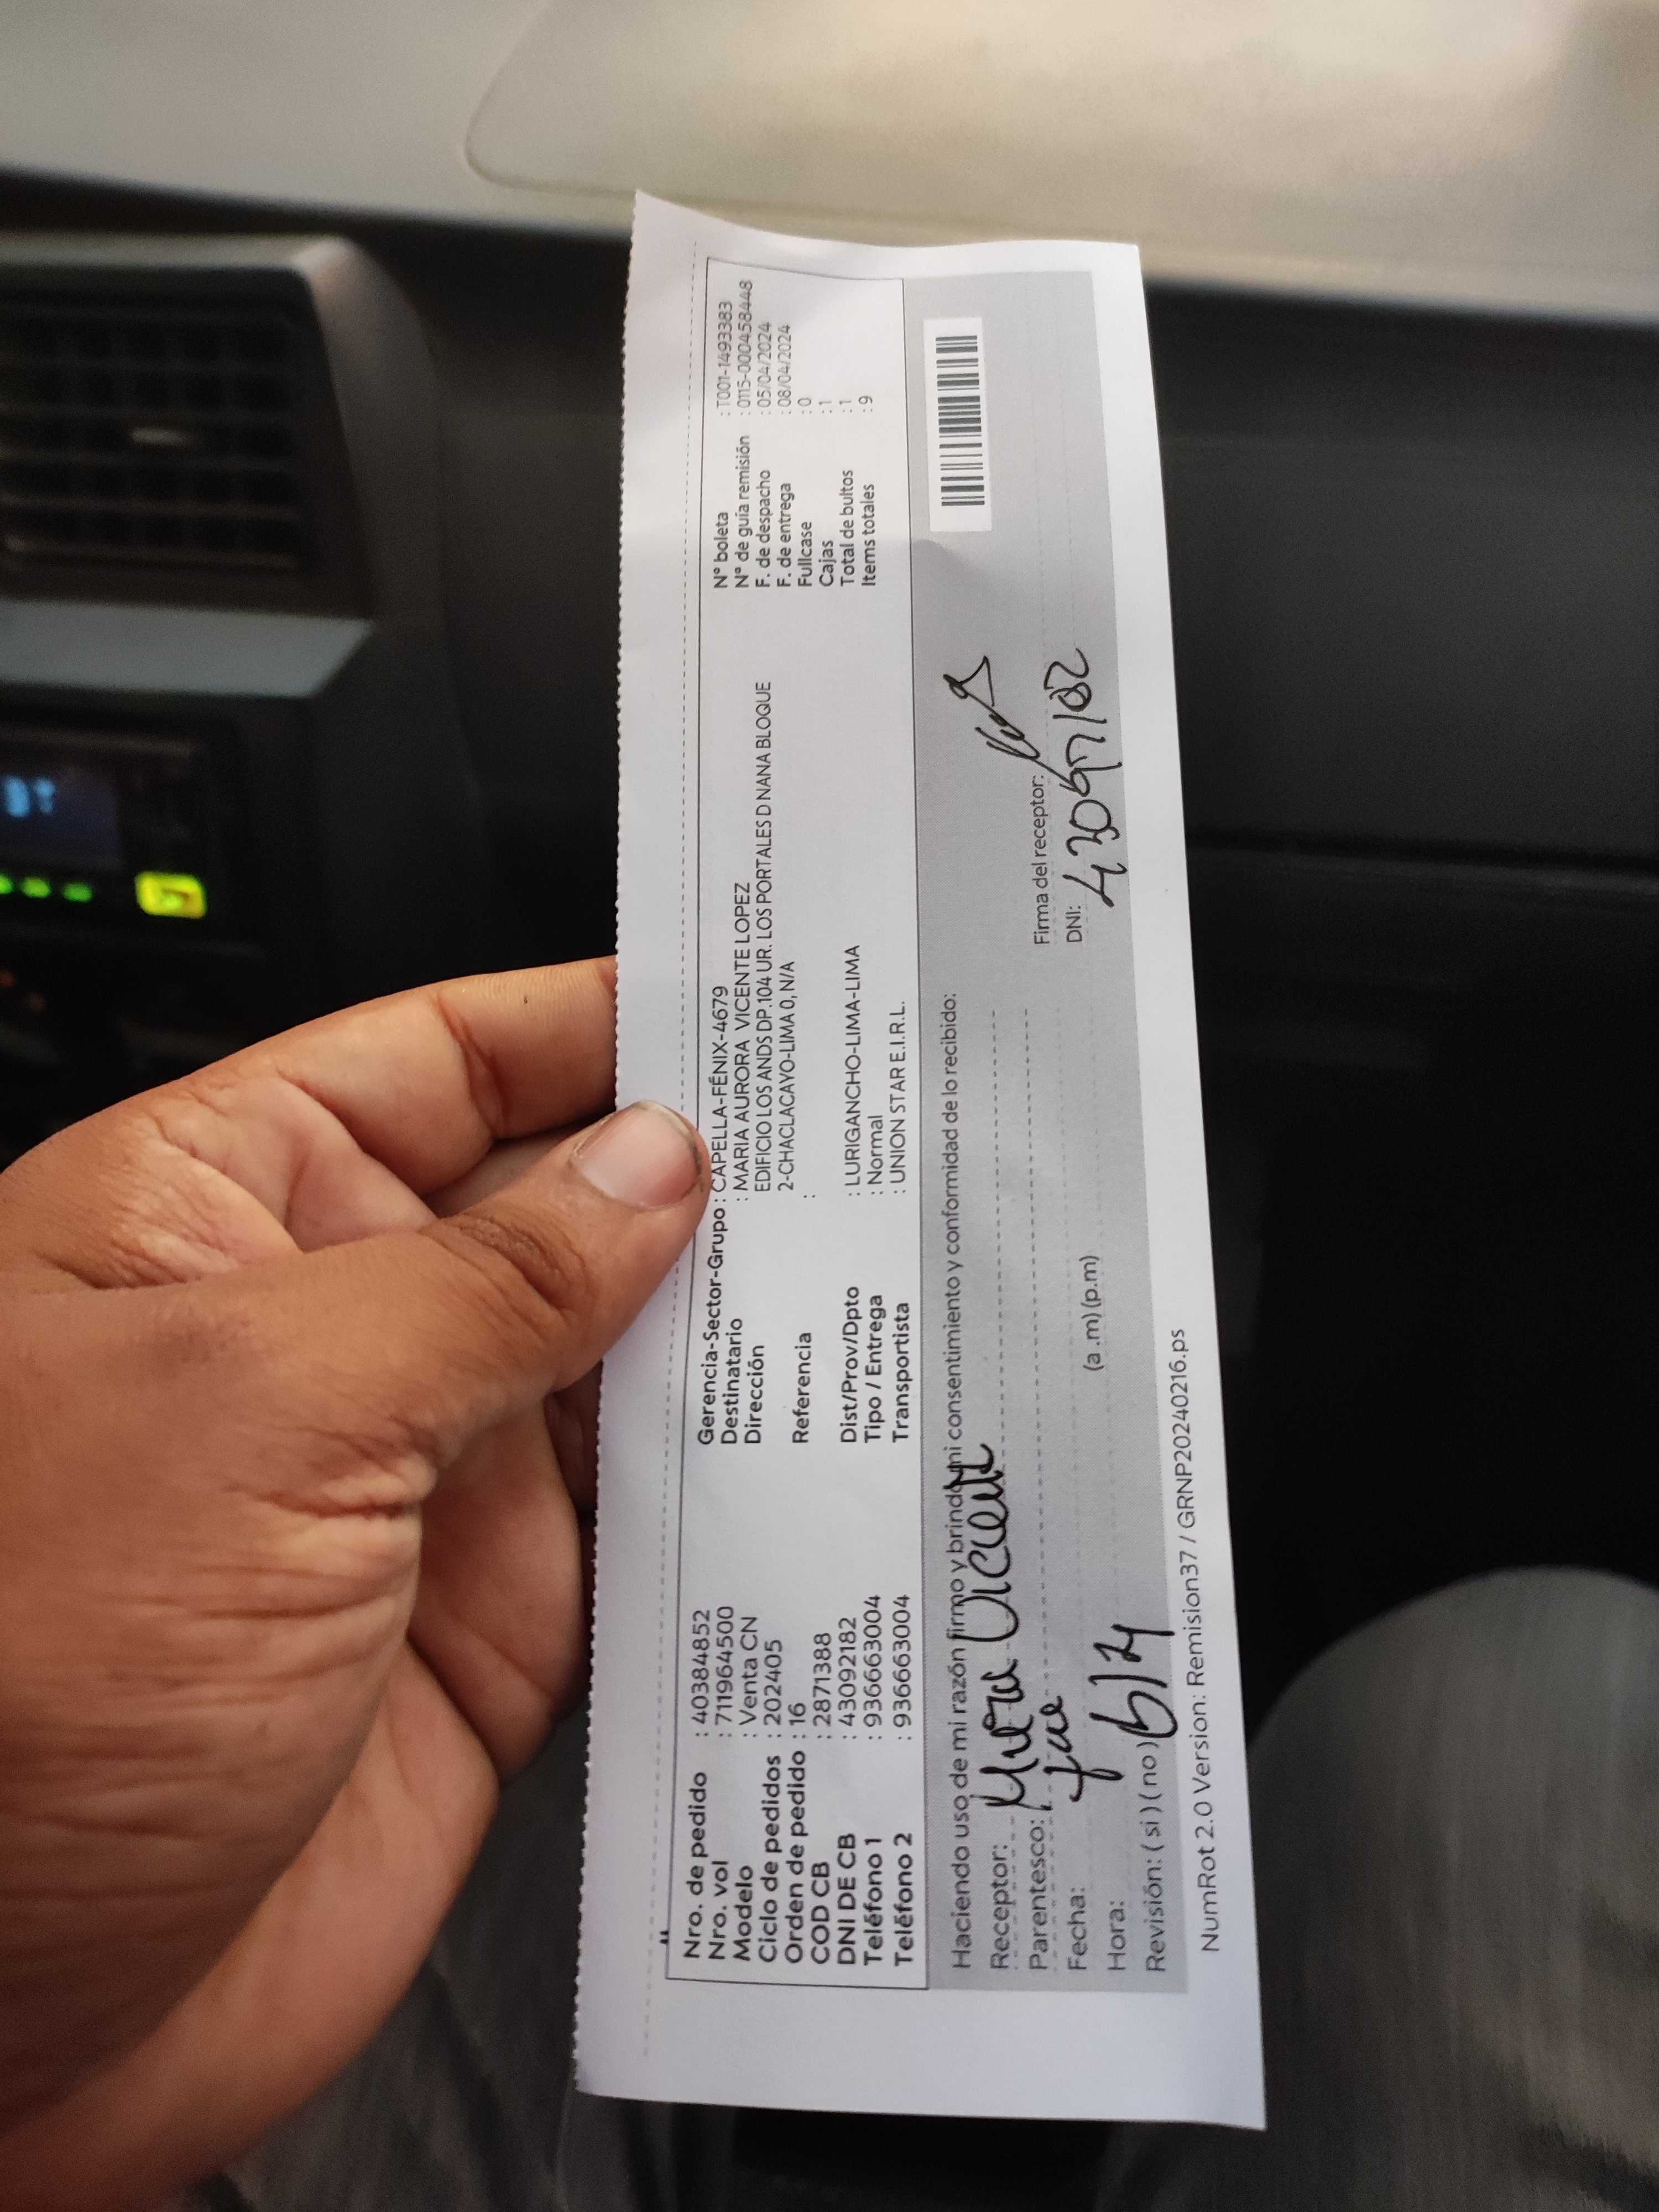 Nro. de pedido : 40384852
Nro. vol : 711964500
Modelo : Venta CN
Ciclo de pedidos : 202405
Orden de pedido : 16
COD CB : 2871388
DNI DE CB : 43092182
Teléfono 1 : 936663004
Teléfono 2 : 936663004
Gerencia-Sector-Grupo : CAPELLA-FÉNIX-4679
Destinatario : MARIA AURORA VICENTE LOPEZ
Dirección EDIFICIO LOS ANDS DP.104 UR. LOS PORTALES D NANA BLOQUE
2-CHACLACAYO-LIMA 0, N/A
Referencia :
Dist/Prov/Dpto : LURIGANCHO-LIMA-LIMA
Tipo / Entrega : Normal
Transportista : UNION STAR E.I.R.L.
N° boleta : T001-1493383
N° de guía remisión : 0115-000458448
F. de despacho : 05/04/2024
F. de entrega : 08/04/2024
Fullcase : 0
Cajas : 1
Total de bultos : 1
Items totales : 9
Haciendo uso de mi razón firmo y brindo mi consentimiento y conformidad de lo recibido:
Receptor: Vicente
Parentesco:
Fecha:
Hora: (a .m) (p.m)
Revisión: ( si ) ( no )
Firma del receptor:
DNI:
NumRot 2.0 Version: Remision37 / GRNP20240216.ps